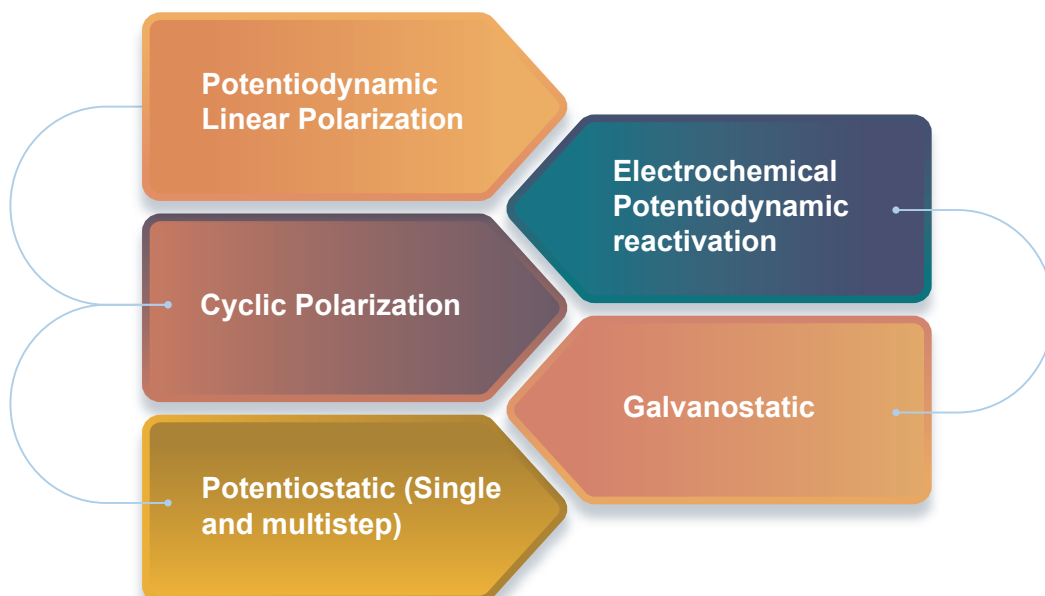 Potentiodynamic
Linear Polarization
Electrochemical
Potentiodynamic
reactivation
Cyclic Polarization
Galvanostatic
Potentiostatic (Single
and multistep)